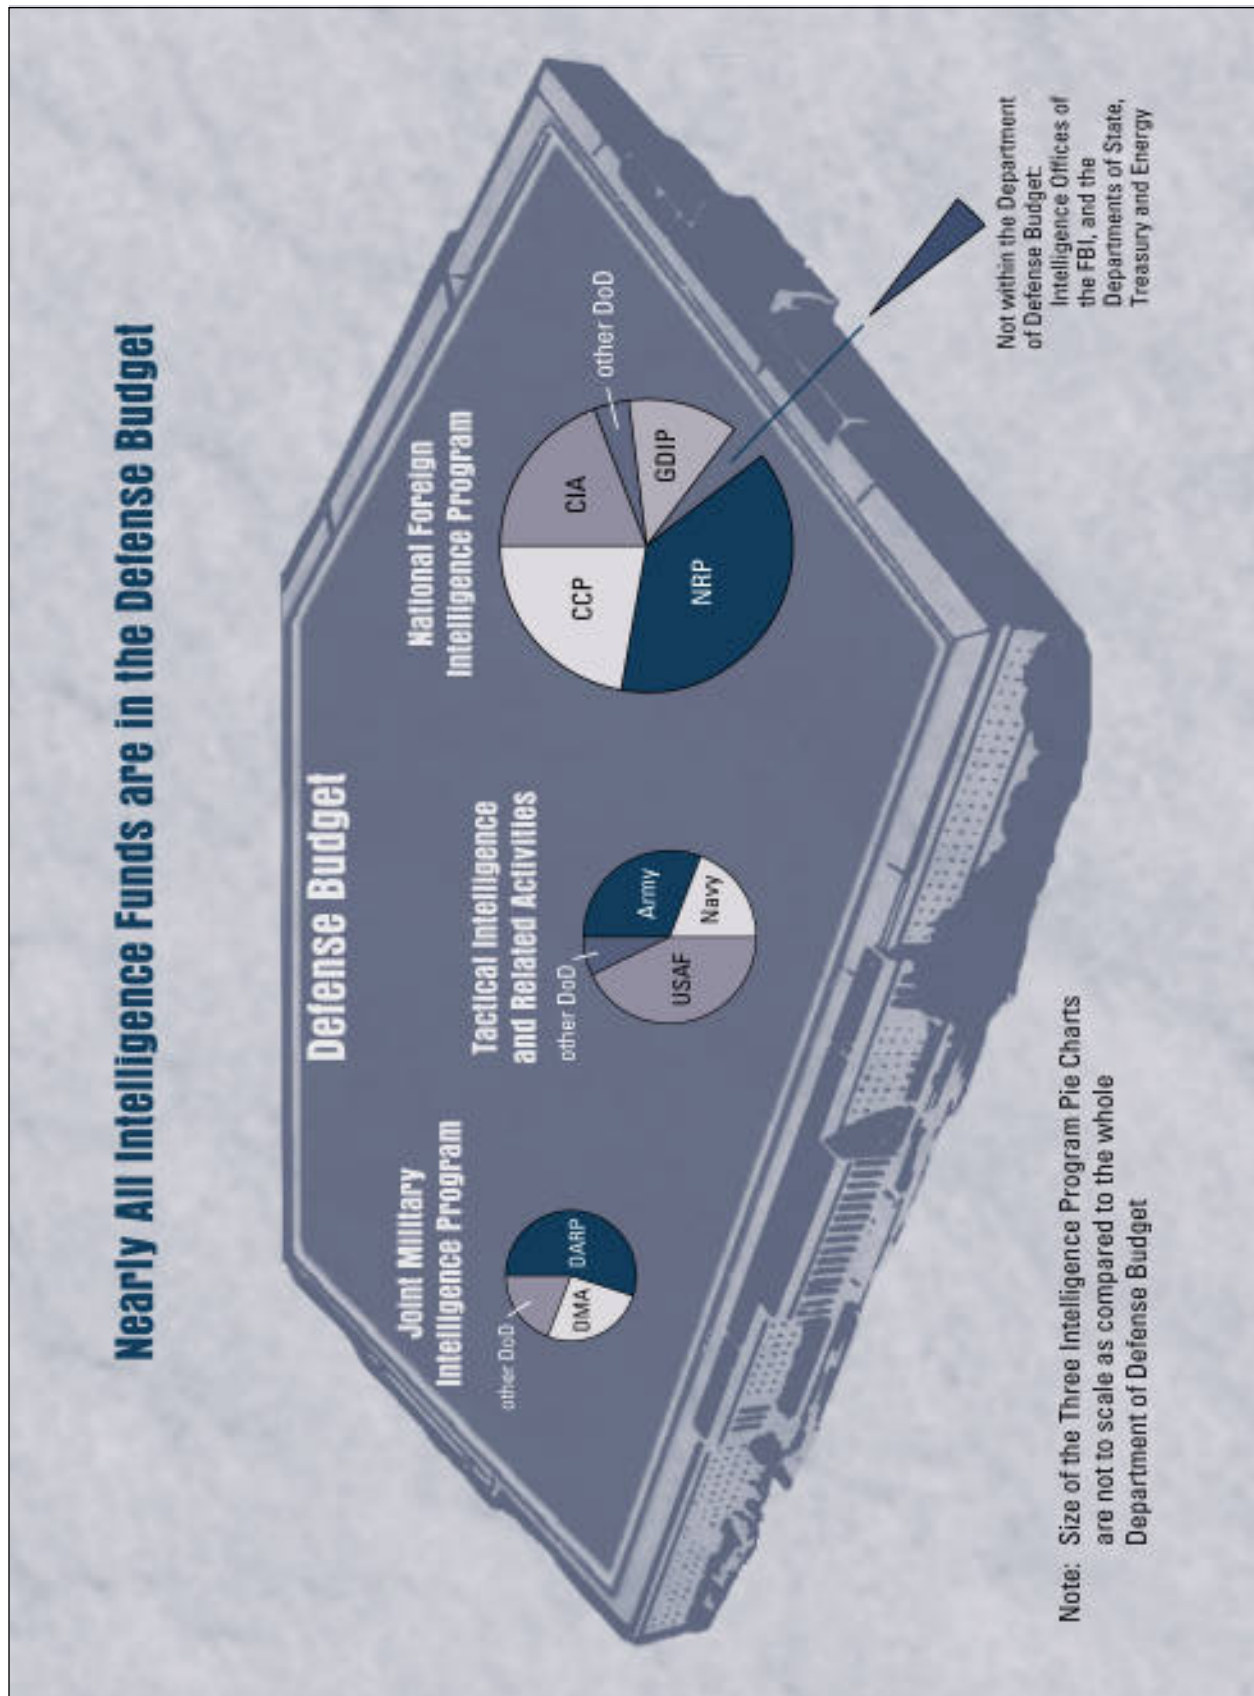 Nearly All Intelligence Funds are in the Defense Budget
Defense Budget
Joint Military
Intelligence Program
other DoD
DMA
DARP
Tactical Intelligence
and Related Activities
other DoD
USAF
Army
Navy
National Foreign
Intelligence Program
CCP
CIA
other DoD
GDIP
NRP
Not within the Department
of Defense Budget:
Intelligence Offices of
the FBI, and the
Departments of State,
Treasury and Energy
Note: Size of the Three Intelligence Program Pie Charts
are not to scale as compared to the whole
Department of Defense Budget